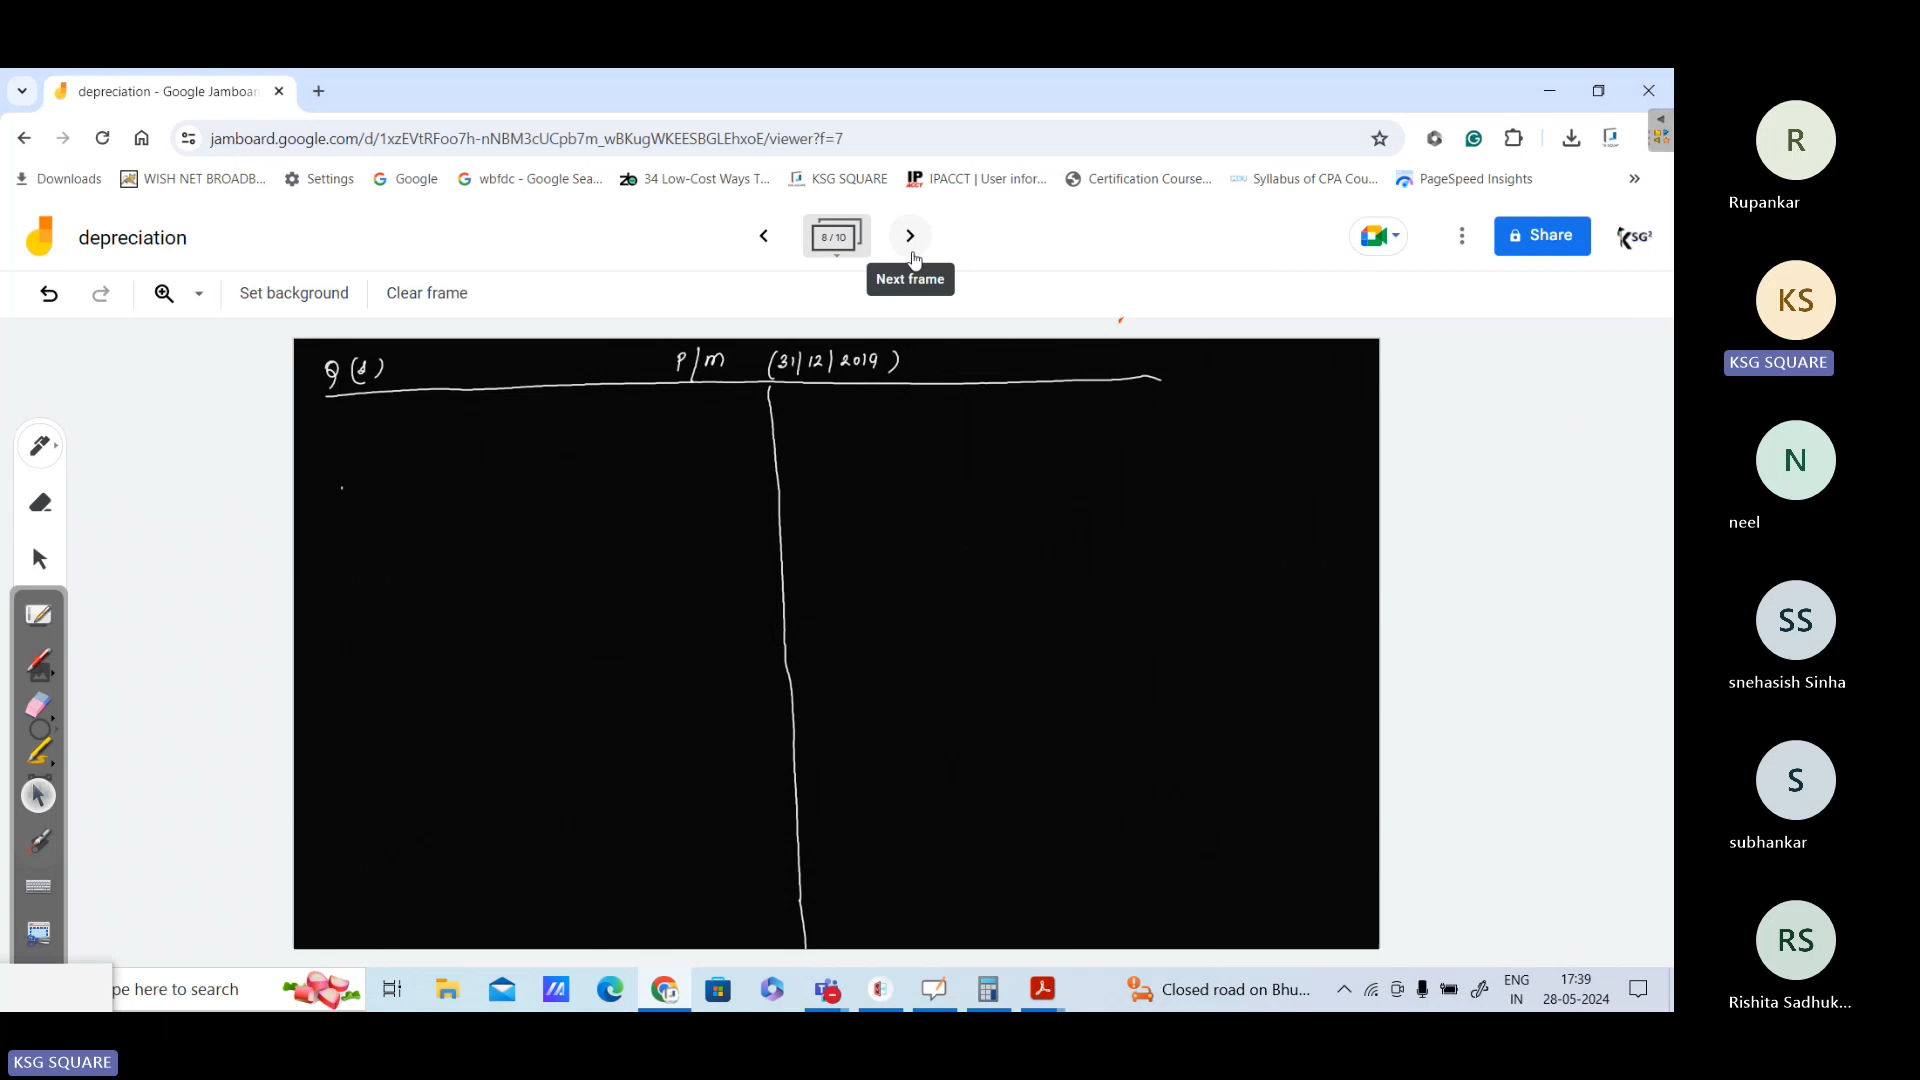 depreciation - Google Jamboar
jamboard.google.com/d/1xzEVtRFoo7h-nNBM3cUCpb7m_wBKugWKEESBGLEhxoE/viewer?f=7
Downloads WISH NET BROADB... Settings Google wbfdc - Google Sea... 34 Low-Cost Ways T... KSG SQUARE IPACCT | User infor... Certification Course... Syllabus of CPA Cou... PageSpeed Insights
depreciation 8 / 10 Share KSG²
Next frame
Set background Clear frame
P/m (31/12/2019)
R
Rupankar
KS
KSG SQUARE
N
neel
SS
snehasish Sinha
S
subhankar
RS
Rishita Sadhuk...
pe here to search Closed road on Bhu... ENG IN 17:39 28-05-2024
KSG SQUARE